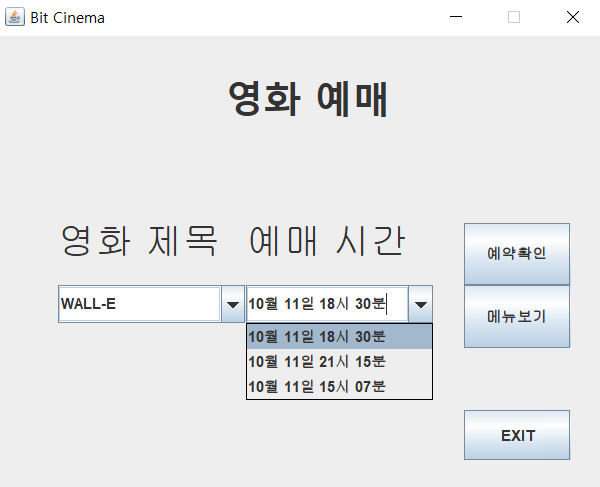 Bit Cinema
영화 예매
영화 제목 예매 시간
예약확인
WALL-E
10월 11일 18시 30분
메뉴보기
10월 11일 18시 30분
10월 11일 21시 15분
10월 11일 15시 07분
EXIT